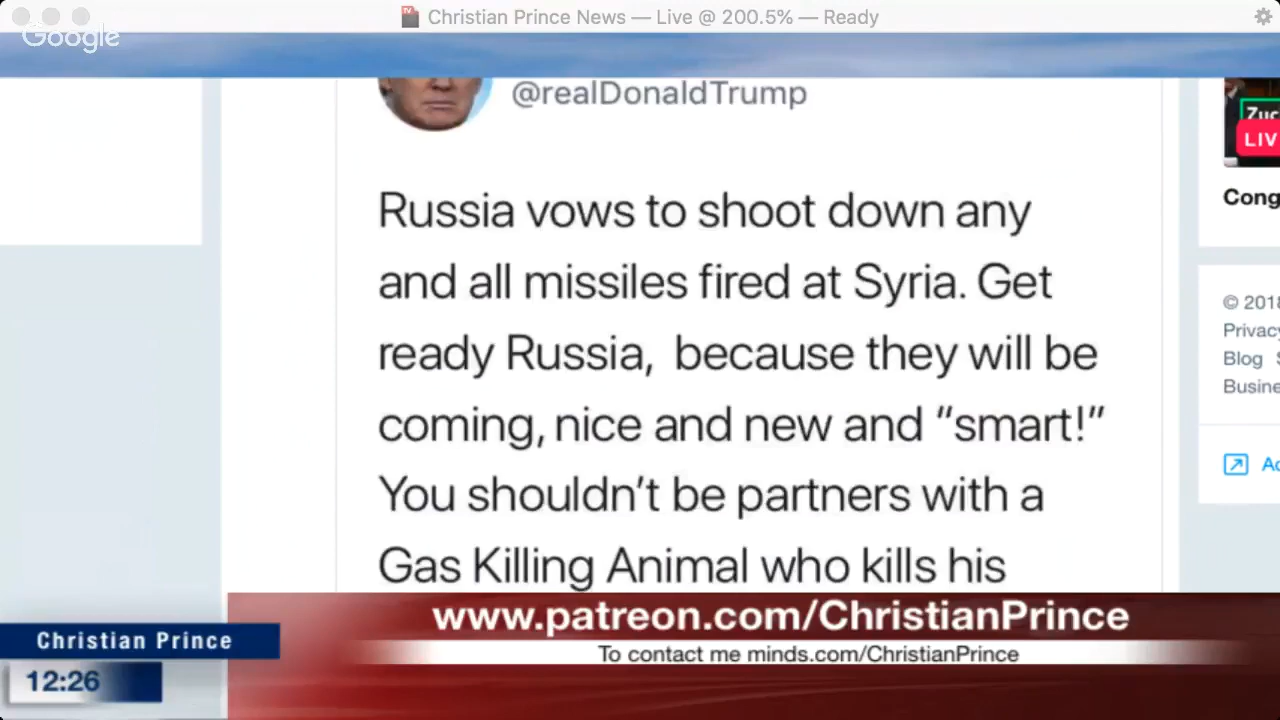 Christian Prince News — Live @ 200.5% — Ready
Google
@realDonaldTrump
Russia vows to shoot down any
and all missiles fired at Syria. Get
ready Russia,  because they will be
coming, nice and new and “smart!”
You shouldn’t be partners with a
Gas Killing Animal who kills his
LIV
Cong
© 2018
Privacy
Blog
Busine
www.patreon.com/ChristianPrince
To contact me minds.com/ChristianPrince
Christian Prince
12:26